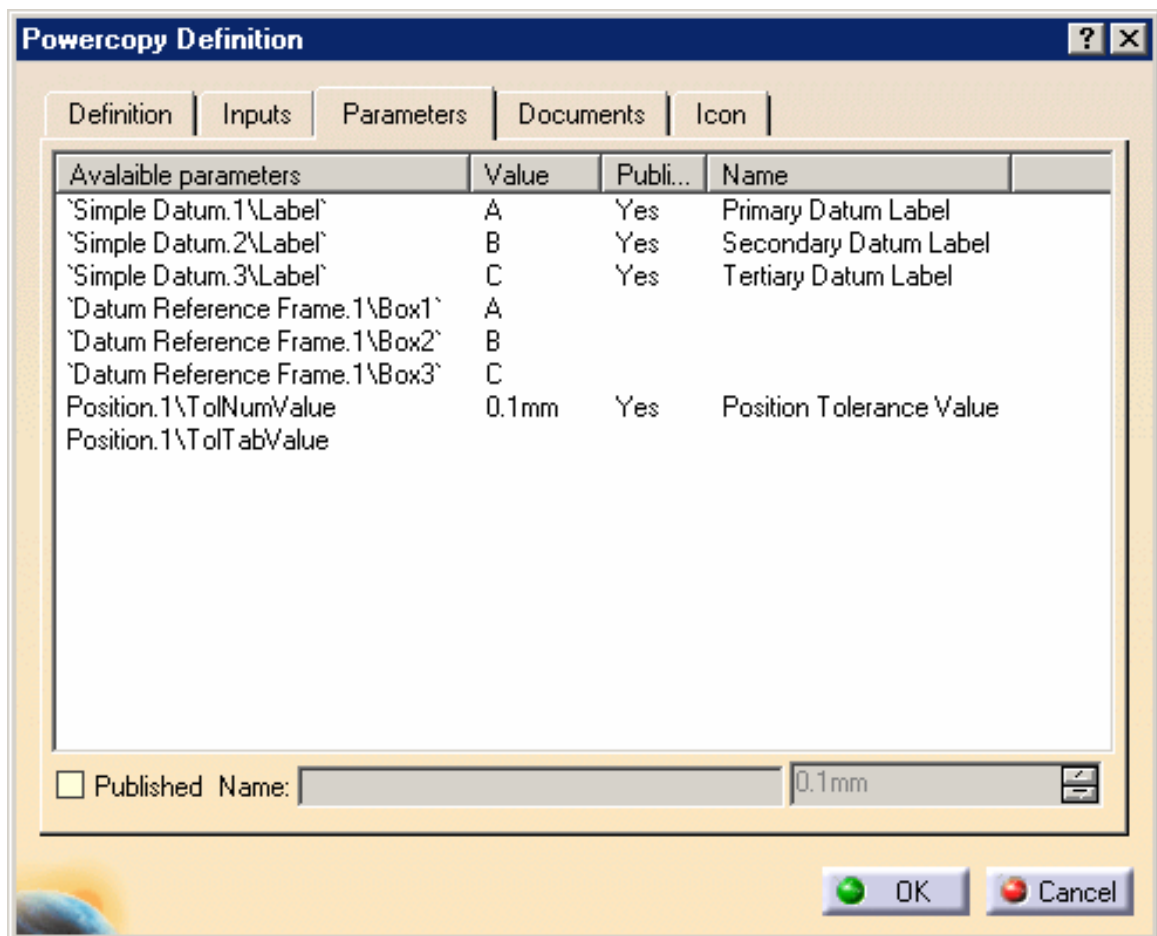 Powercopy Definition ? X
Definition Inputs Parameters Documents Icon
Avalaible parameters Value Publi... Name
`Simple Datum.1\Label` A Yes Primary Datum Label
`Simple Datum.2\Label` B Yes Secondary Datum Label
`Simple Datum.3\Label` C Yes Tertiary Datum Label
`Datum Reference Frame.1\Box1` A
`Datum Reference Frame.1\Box2` B
`Datum Reference Frame.1\Box3` C
Position.1\TolNumValue 0.1mm Yes Position Tolerance Value
Position.1\TolTabValue
Published Name: 0.1mm
OK Cancel